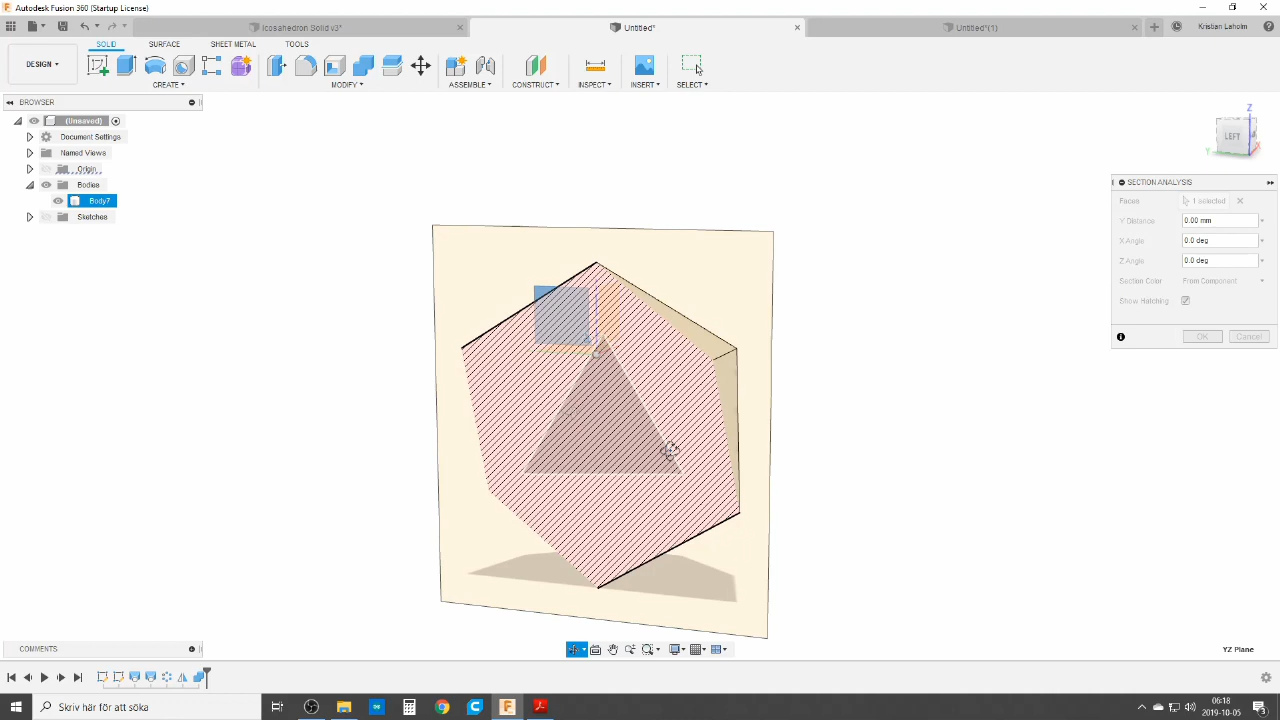 Autodesk Fusion 360 (Startup License)
Icosahedron Solid v3*
Untitled*
Untitled*(1)
Kristian Laholm
DESIGN
SOLID SURFACE SHEET METAL TOOLS
CREATE MODIFY ASSEMBLE CONSTRUCT INSPECT INSERT SELECT
BROWSER
(Unsaved)
Document Settings
Named Views
Origin
Bodies
Body7
Sketches
Z
LEFT
Y
X
SECTION ANALYSIS
Faces 1 selected
Y Distance 0.00 mm
X Angle 0.0 deg
Z Angle 0.0 deg
Section Color From Component
Show Hatching
OK Cancel
COMMENTS
YZ Plane
Skriv här för att söka
06:18
2019-10-05
3